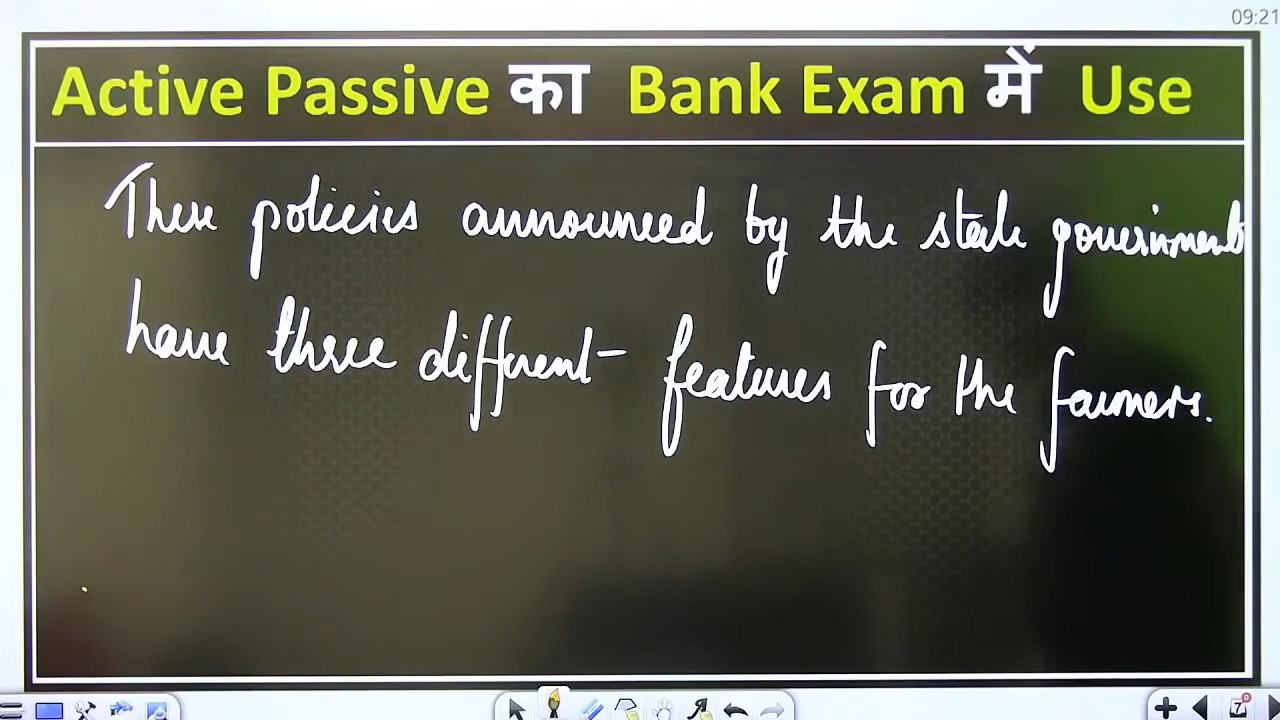 09:21
Active Passive का Bank Exam में Use
These policies announced by the state government
have three different features for the farmers.
7